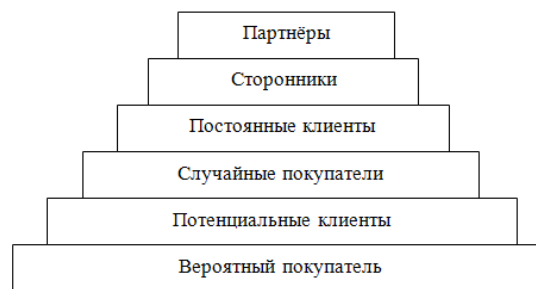 Партнёры
Сторонники
Постоянные клиенты
Случайные покупатели
Потенциальные клиенты
Вероятный покупатель